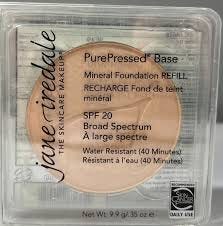 jane iredale
THE SKINCARE MAKEUP
PurePressed® Base
Mineral Foundation REFILL
RECHARGE Fond de teint
minéral
SPF 20
Broad Spectrum
À large spectre
Water Resistant (40 Minutes)
Résistant à l'eau (40 Minutes)
Net Wt. 9.9 g/.35 oz
RECOMMENDED
DAILY USE